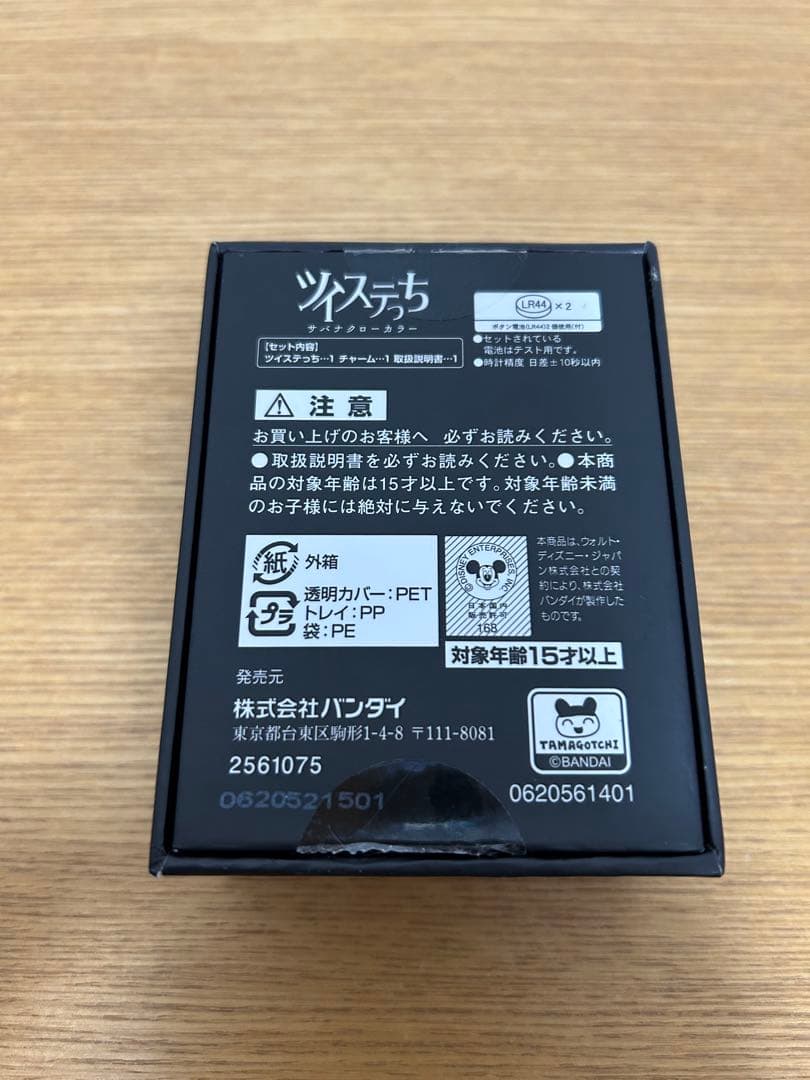 ツイステっち
サバナクローカラー
【セット内容】
ツイステっち…1 チャーム…1 取扱説明書…1
LR44 × 2
ボタン電池(LR44)2個使用(付)
●セットされている
電池はテスト用です。
●時計精度 日差±10秒以内
注意
お買い上げのお客様へ 必ずお読みください。
●取扱説明書を必ずお読みください。●本商
品の対象年齢は15才以上です。対象年齢未満
のお子様には絶対に与えないでください。
紙 外箱
プラ
透明カバー:PET
トレイ:PP
袋:PE
©DISNEY ENTERPRISES, INC.
日本国内
販売許可
168
本商品は、ウォルト・
ディズニー・ジャパ
ン株式会社との契
約により、株式会社
バンダイが製作した
ものです。
対象年齢15才以上
発売元
株式会社バンダイ
東京都台東区駒形1-4-8 〒111-8081
2561075
0620521501
TAMAGOTCHI
©BANDAI
0620561401